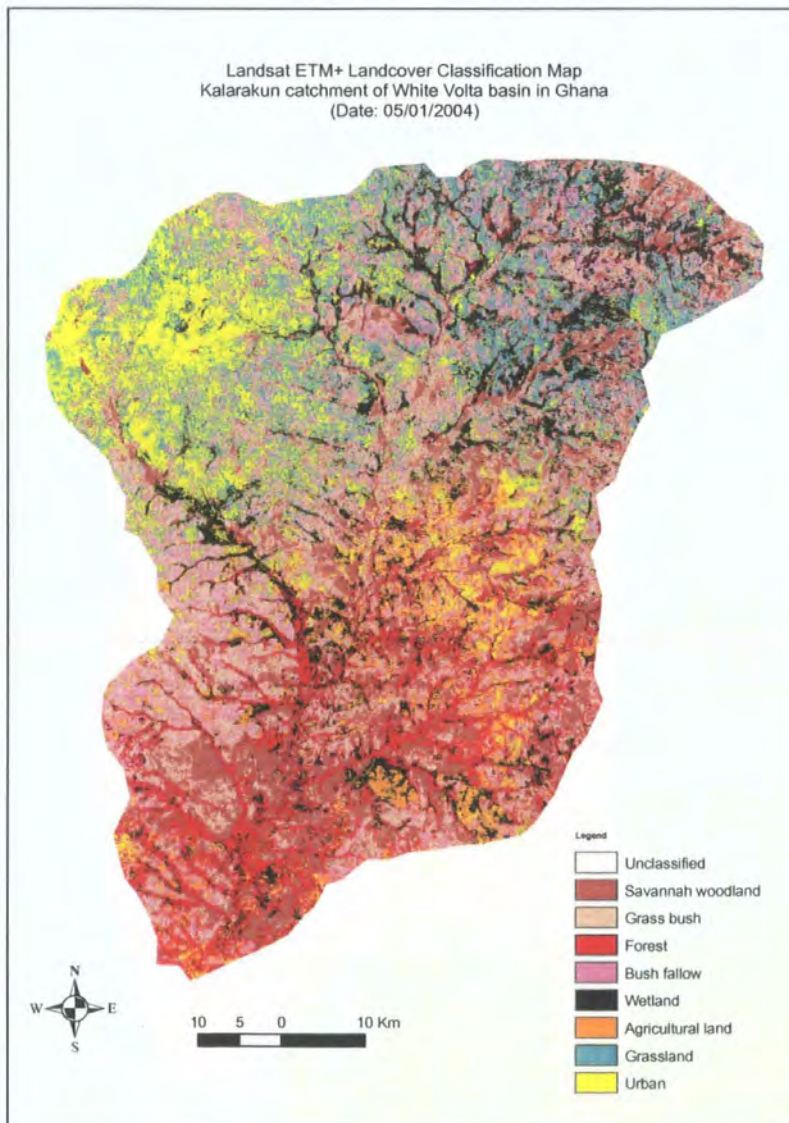 Landsat ETM+ Landcover Classification Map
Kalarakun catchment of White Volta basin in Ghana
(Date: 05/01/2004)
Legend
Unclassified
Savannah woodland
Grass bush
Forest
Bush fallow
Wetland
Agricultural land
Grassland
Urban
N
W E
S
10 5 0 10 Km